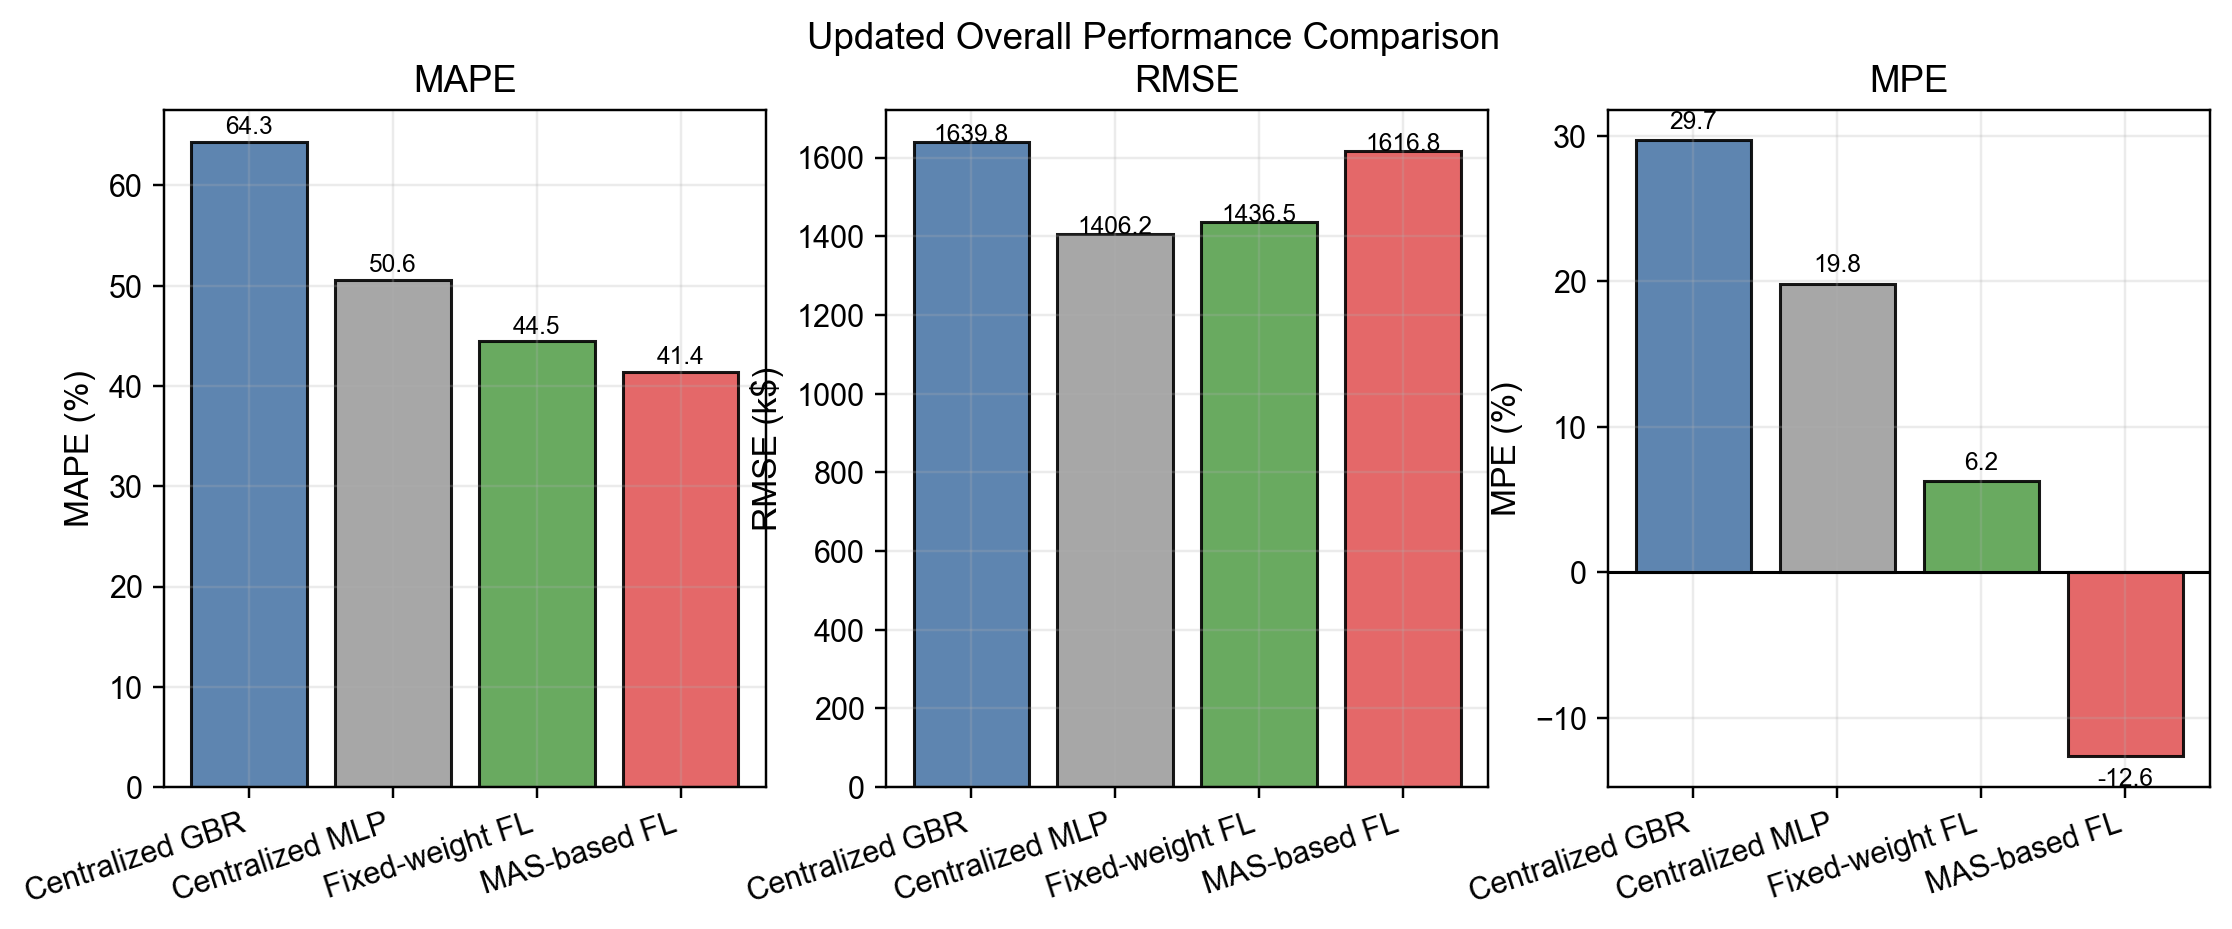 Updated Overall Performance Comparison
MAPE
MAPE (%)
60
50
40
30
20
10
0
64.3
50.6
44.5
41.4
Centralized GBR
Centralized MLP
Fixed-weight FL
MAS-based FL
RMSE
RMSE (k$)
1600
1400
1200
1000
800
600
400
200
0
1639.8
1406.2
1436.5
1616.8
Centralized GBR
Centralized MLP
Fixed-weight FL
MAS-based FL
MPE
MPE (%)
30
20
10
0
−10
29.7
19.8
6.2
-12.6
Centralized GBR
Centralized MLP
Fixed-weight FL
MAS-based FL